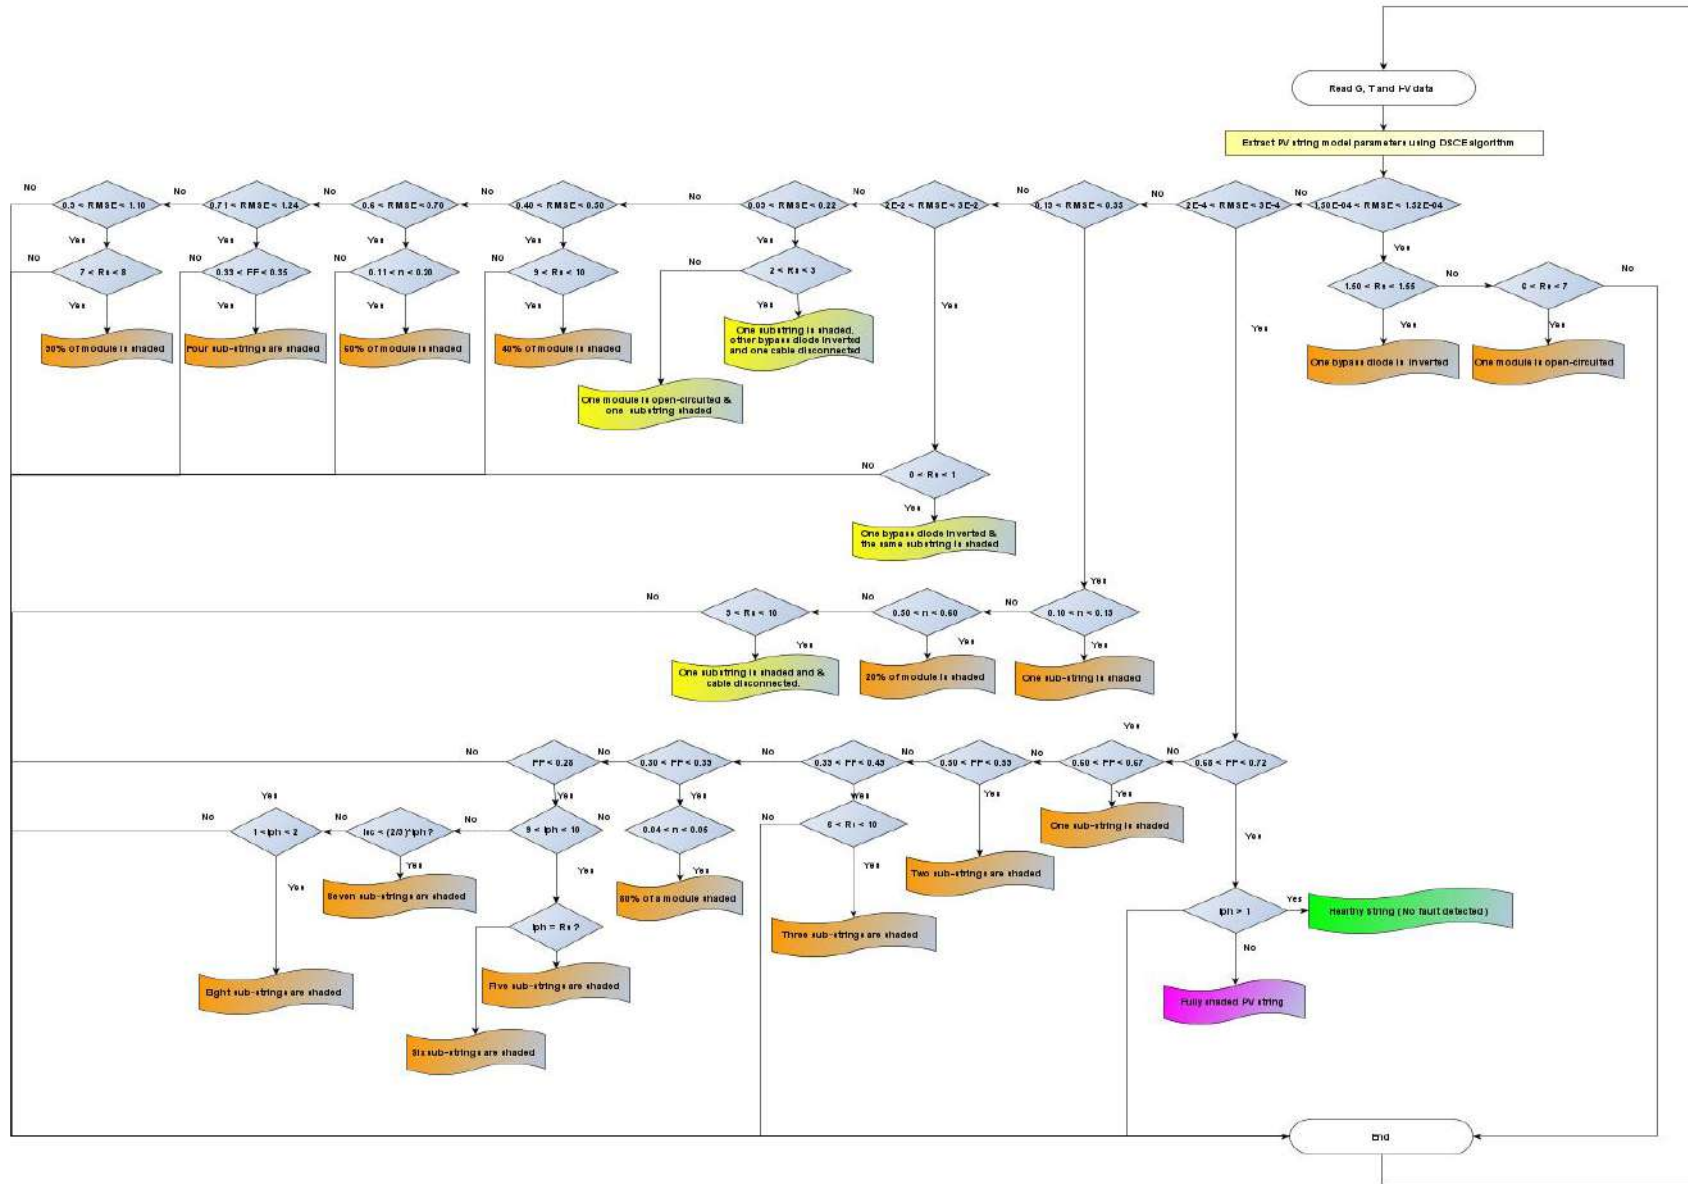 Read G, T and I-V data
Extract PV string model parameters using DSCE algorithm
No
No
No
No
No
No
No
No
No
0.3 < RMSE < 1.10
0.71 < RMSE < 1.24
0.6 < RMSE < 0.70
0.40 < RMSE < 0.50
0.03 < RMSE < 0.22
2E-2 < RMSE < 3E-2
0.13 < RMSE < 0.35
2E-4 < RMSE < 3E-4
1.50E-04 < RMSE < 1.52E-04
Yes
Yes
Yes
Yes
Yes
Yes
Yes
Yes
No
No
No
No
No
No
No
7 < Rs < 8
0.33 < FF < 0.35
0.11 < n < 0.20
9 < Rs < 10
2 < Rs < 3
1.50 < Rs < 1.55
6 < Rs < 7
Yes
Yes
Yes
Yes
Yes
Yes
Yes
of module is shaded
Four sub-strings are shaded
60% of module is shaded
40% of module is shaded
One substring is shaded,
other bypass diode inverted
and one cable disconnected
One bypass diode is inverted
One module is open-circuited
One module is open-circuited &
one substring shaded
No
0 < Rs < 1
Yes
One bypass diode inverted &
the same substring is shaded
Yes
No
No
No
< Rs < 10
0.50 < n < 0.60
0.10 < n < 0.13
Yes
Yes
Yes
One substring is shaded and &
cable disconnected.
20% of module is shaded
One sub-string is shaded
Yes
No
No
No
No
No
No
FF < 0.28
0.30 < FF < 0.33
< FF <
0.50 < FF <
0.60 < FF < 0.67
0.68 < FF < 0.72
Yes
Yes
Yes
Yes
Yes
Yes
Yes
No
No
No
No
No
1 < Iph < 2
Isc < (2/3)*Iph ?
9 < Iph < 10
0.04 < n < 0.05
6 < Rs < 10
One sub-string is shaded
Yes
Yes
Yes
Yes
Yes
Seven sub-strings are shaded
80% of a module shaded
Two sub-strings are shaded
Iph > 1
Yes
Healthy String (No fault detected)
Iph = Rs ?
Three sub-strings are shaded
No
Eight sub-strings are shaded
Five sub-strings are shaded
Fully shaded PV string
Six sub-strings are shaded
End